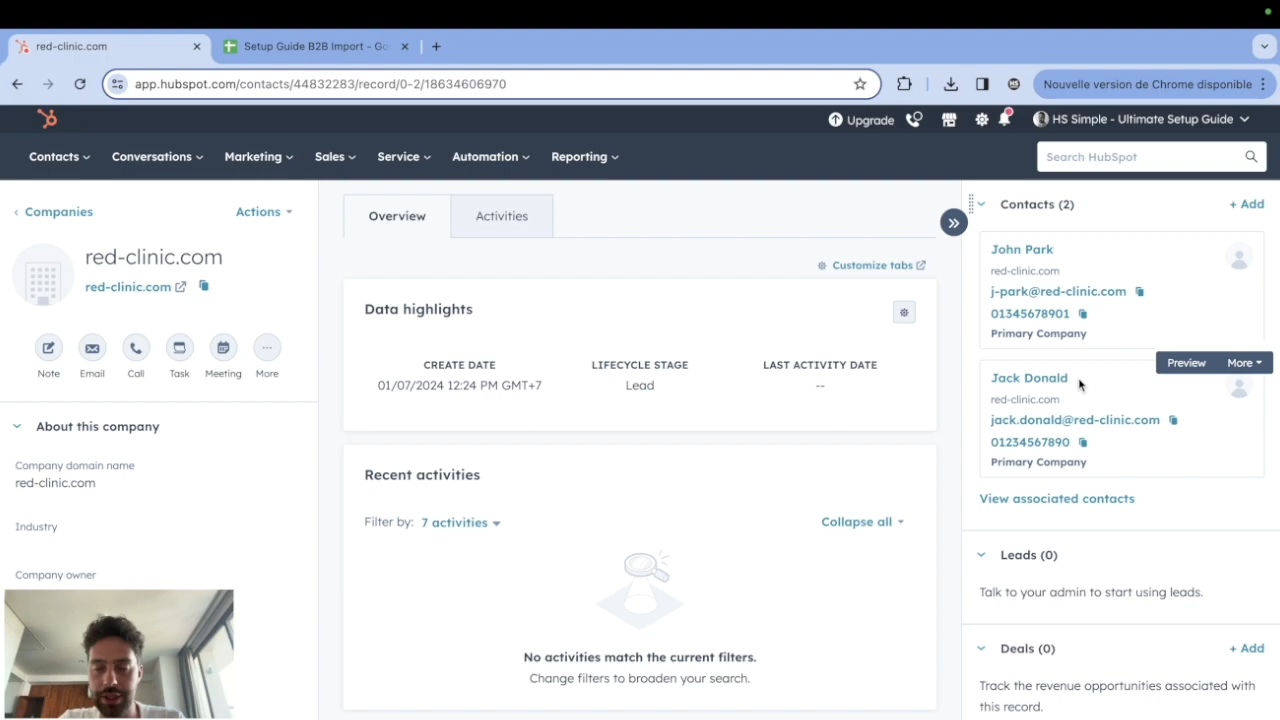 red-clinic.com
Setup Guide B2B Import - Go
app.hubspot.com/contacts/44832283/record/0-2/18634606970
Nouvelle version de Chrome disponible
Upgrade
HS Simple - Ultimate Setup Guide
Contacts
Conversations
Marketing
Sales
Service
Automation
Reporting
Search HubSpot
Companies
Actions
red-clinic.com
red-clinic.com
Note
Email
Call
Task
Meeting
More
About this company
Company domain name
red-clinic.com
Industry
Company owner
Overview
Activities
Customize tabs
Data highlights
CREATE DATE
01/07/2024 12:24 PM GMT+7
LIFECYCLE STAGE
Lead
LAST ACTIVITY DATE
--
Recent activities
Filter by: 7 activities
Collapse all
No activities match the current filters.
Change filters to broaden your search.
Contacts (2)
+ Add
John Park
red-clinic.com
j-park@red-clinic.com
01345678901
Primary Company
Preview
More
Jack Donald
red-clinic.com
jack.donald@red-clinic.com
01234567890
Primary Company
View associated contacts
Leads (0)
Talk to your admin to start using leads.
Deals (0)
+ Add
Track the revenue opportunities associated with
this record.